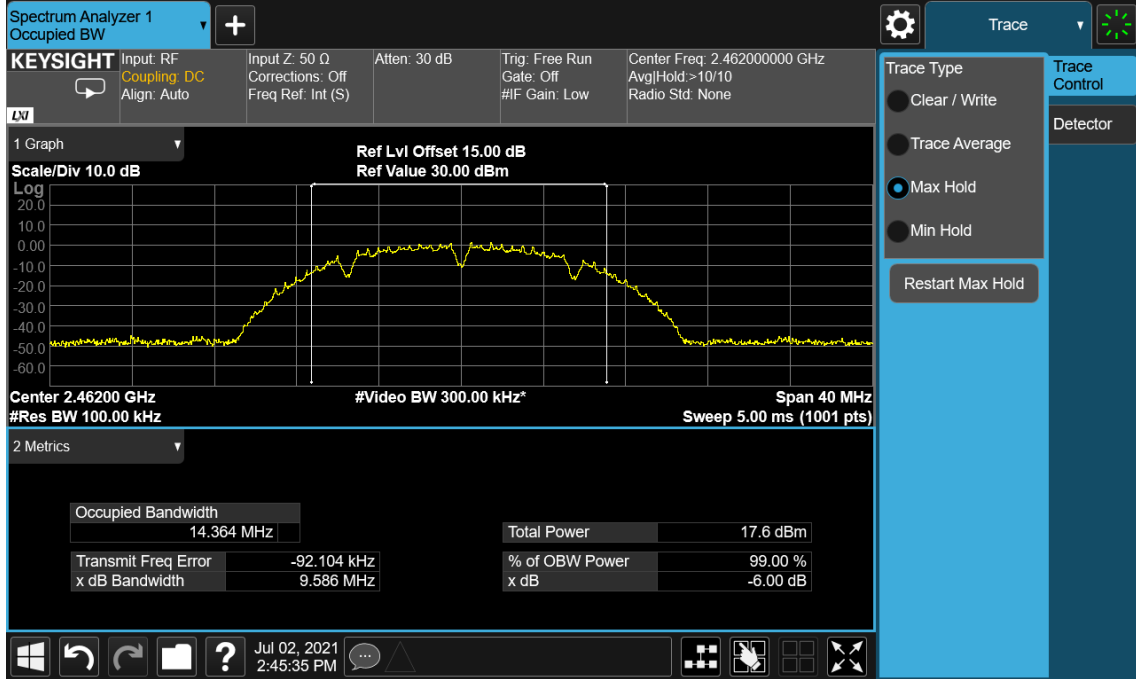 Spectrum Analyzer 1
Occupied BW
+
Trace
KEYSIGHT
Input: RF
Coupling: DC
Align: Auto
Input Z: 50 Ω
Corrections: Off
Freq Ref: Int (S)
Atten: 30 dB
Trig: Free Run
Gate: Off
#IF Gain: Low
Center Freq: 2.462000000 GHz
Avg|Hold:>10/10
Radio Std: None
LXI
1 Graph
Scale/Div 10.0 dB
Ref Lvl Offset 15.00 dB
Ref Value 30.00 dBm
Log
20.0
10.0
0.00
-10.0
-20.0
-30.0
-40.0
-50.0
-60.0
Center 2.46200 GHz
#Video BW 300.00 kHz*
Span 40 MHz
#Res BW 100.00 kHz
Sweep 5.00 ms (1001 pts)
2 Metrics
Occupied Bandwidth
14.364 MHz
Total Power 17.6 dBm
Transmit Freq Error -92.104 kHz
% of OBW Power 99.00 %
x dB Bandwidth 9.586 MHz
x dB -6.00 dB
?
Jul 02, 2021
2:45:35 PM
Trace Type
Clear / Write
Trace Average
Max Hold
Min Hold
Restart Max Hold
Trace
Control
Detector